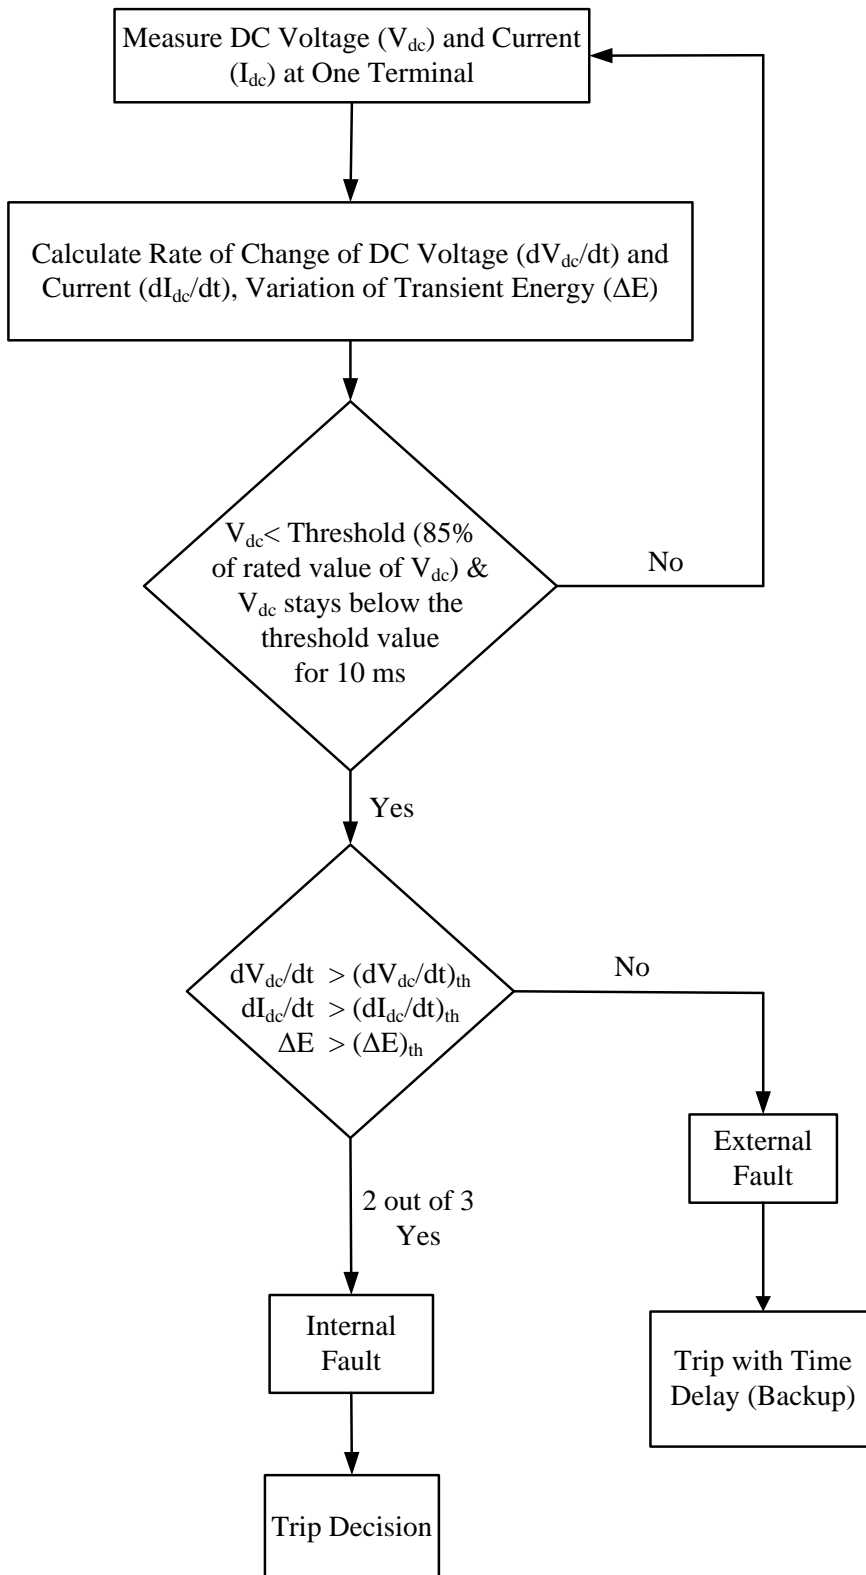 Measure DC Voltage (Vdc) and Current
(Idc) at One Terminal
Calculate Rate of Change of DC Voltage (dVdc/dt) and
Current (dIdc/dt), Variation of Transient Energy (ΔE)
Vdc< Threshold (85%
of rated value of Vdc) &
Vdc stays below the
threshold value
for 10 ms
No
Yes
dVdc/dt > (dVdc/dt)th
dIdc/dt > (dIdc/dt)th
ΔE > (ΔE)th
No
External
Fault
2 out of 3
Yes
Internal
Fault
Trip with Time
Delay (Backup)
Trip Decision